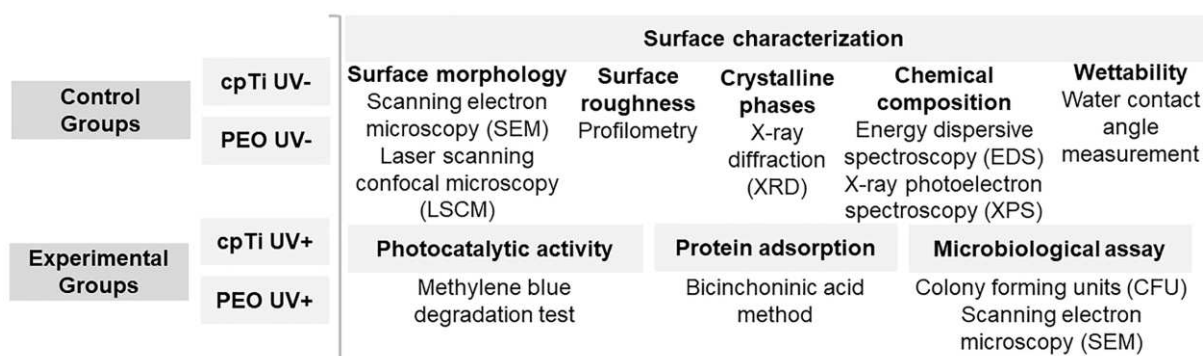 Control
Groups
cpTi UV-
PEO UV-
Experimental
Groups
cpTi UV+
PEO UV+
Surface characterization
Surface morphology
Scanning electron
microscopy (SEM)
Laser scanning
confocal microscopy
(LSCM)
Surface
roughness
Profilometry
Crystalline
phases
X-ray
diffraction
(XRD)
Chemical
composition
Energy dispersive
spectroscopy (EDS)
X-ray photoelectron
spectroscopy (XPS)
Wettability
Water contact
angle
measurement
Photocatalytic activity
Methylene blue
degradation test
Protein adsorption
Bicinchoninic acid
method
Microbiological assay
Colony forming units (CFU)
Scanning electron
microscopy (SEM)